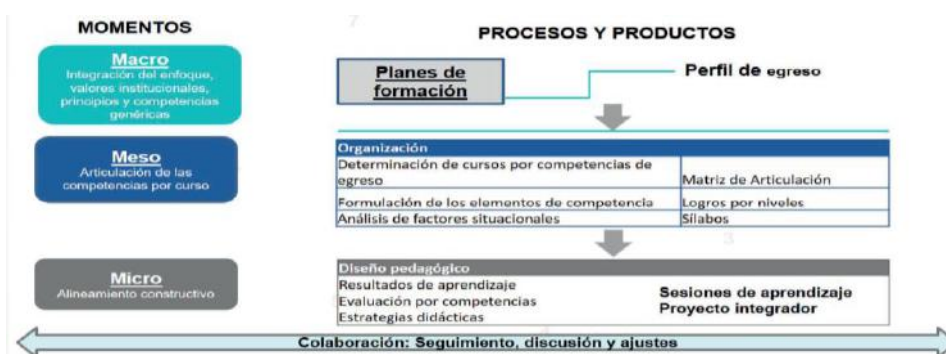 MOMENTOS
PROCESOS Y PRODUCTOS
Macro
Integración del enfoque,
valores institucionales,
principios y competencias
genéricas
Planes de
formación
Perfil de egreso
Meso
Articulación de las
competencias por curso
Organización
Determinación de cursos por competencias de
egreso
Matriz de Articulación
Formulación de los elementos de competencia
Logros por niveles
Análisis de factores situacionales
Sílabos
Micro
Alineamiento constructivo
Diseño pedagógico
Resultados de aprendizaje
Evaluación por competencias
Estrategias didácticas
Sesiones de aprendizaje
Proyecto integrador
Colaboración: Seguimiento, discusión y ajustes